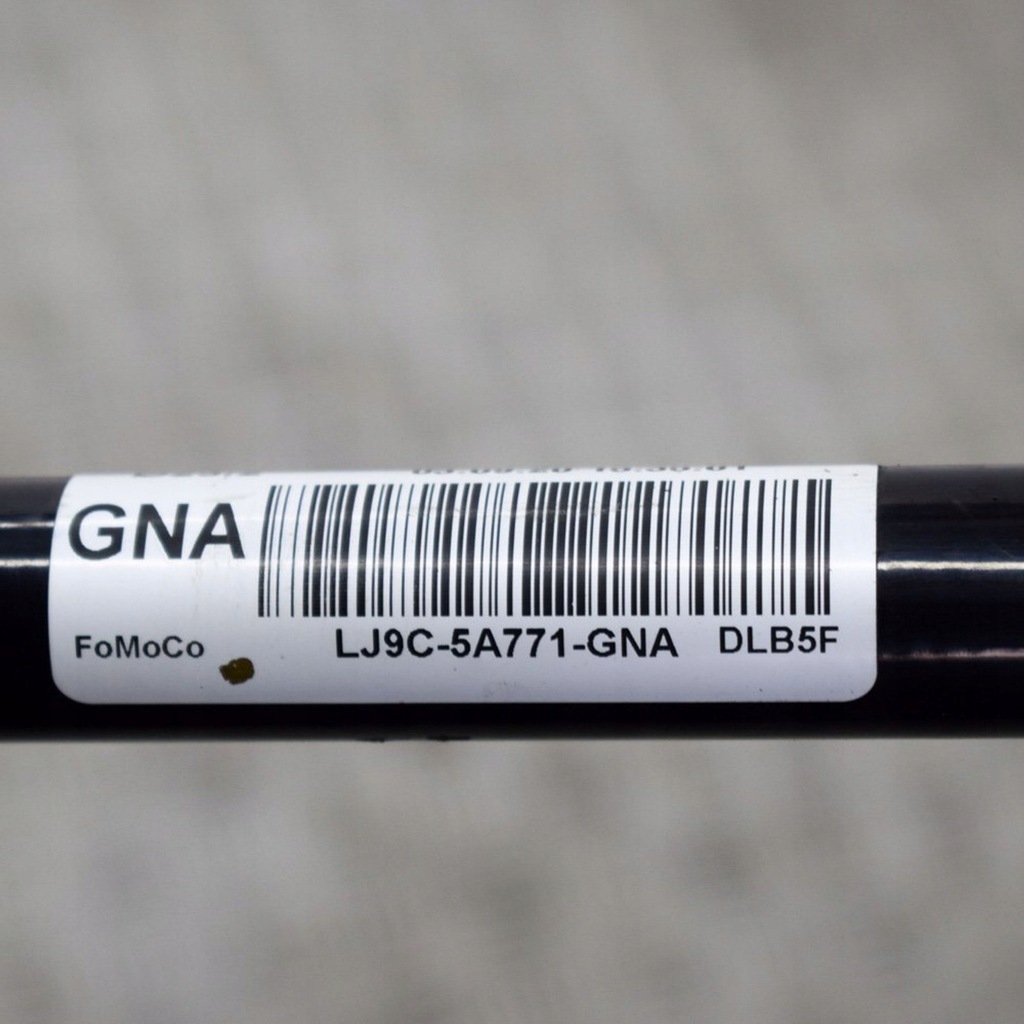 GNA
FoMoCo LJ9C-5A771-GNA DLB5F